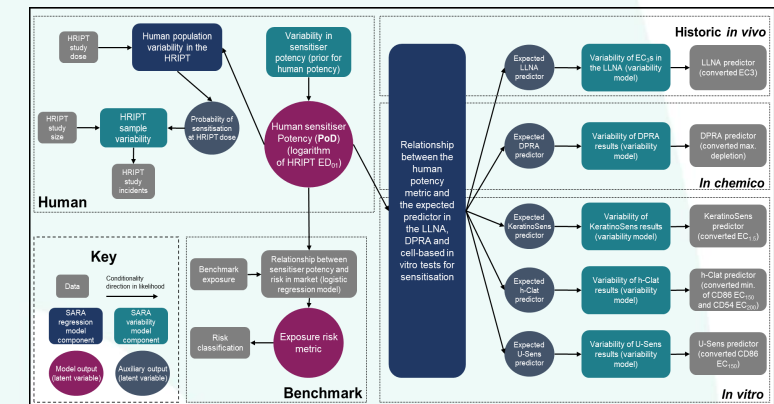 HRIPT
study
dose
Human population
variability in the
HRIPT
Variability in
sensitiser
potency (prior for
human potency)
HRIPT
study
size
HRIPT
sample
variability
Probability of
sensitisation
at HRIPT dose
Human sensitiser
Potency (PoD)
(logarithm
of HRIPT ED01)
HRIPT
study
incidents
Human
Key
Data
Conditionality
direction in likelihood
SARA
regression
model
component
SARA
variability
model
component
Model output
(latent variable)
Auxiliary output
(latent variable)
Benchmark
exposure
Relationship between
sensitiser potency and
risk in market (logistic
regression model)
Risk
classification
Exposure risk
metric
Benchmark
Relationship
between the
human
potency
metric and
the expected
predictor in
the LLNA,
DPRA and
cell-based in
vitro tests for
sensitisation
Historic in vivo
Expected
LLNA
predictor
Variability of EC3s in
the LLNA (variability
model)
LLNA predictor
(converted EC3)
Expected
DPRA
predictor
Variability of DPRA
results (variability
model)
DPRA predictor
(converted max.
depletion)
In chemico
Expected
KeratinoSens
predictor
Variability of
KeratinoSens results
(variability model)
KeratinoSens
predictor
(converted EC1.5)
Expected
h-Clat
predictor
Variability of h-Clat
results (variability
model)
h-Clat predictor
(converted min.
of CD86 EC150
and CD54 EC200)
Expected
U-Sens
predictor
Variability of U-Sens
results (variability
model)
U-Sens predictor
(converted CD86
EC150)
In vitro